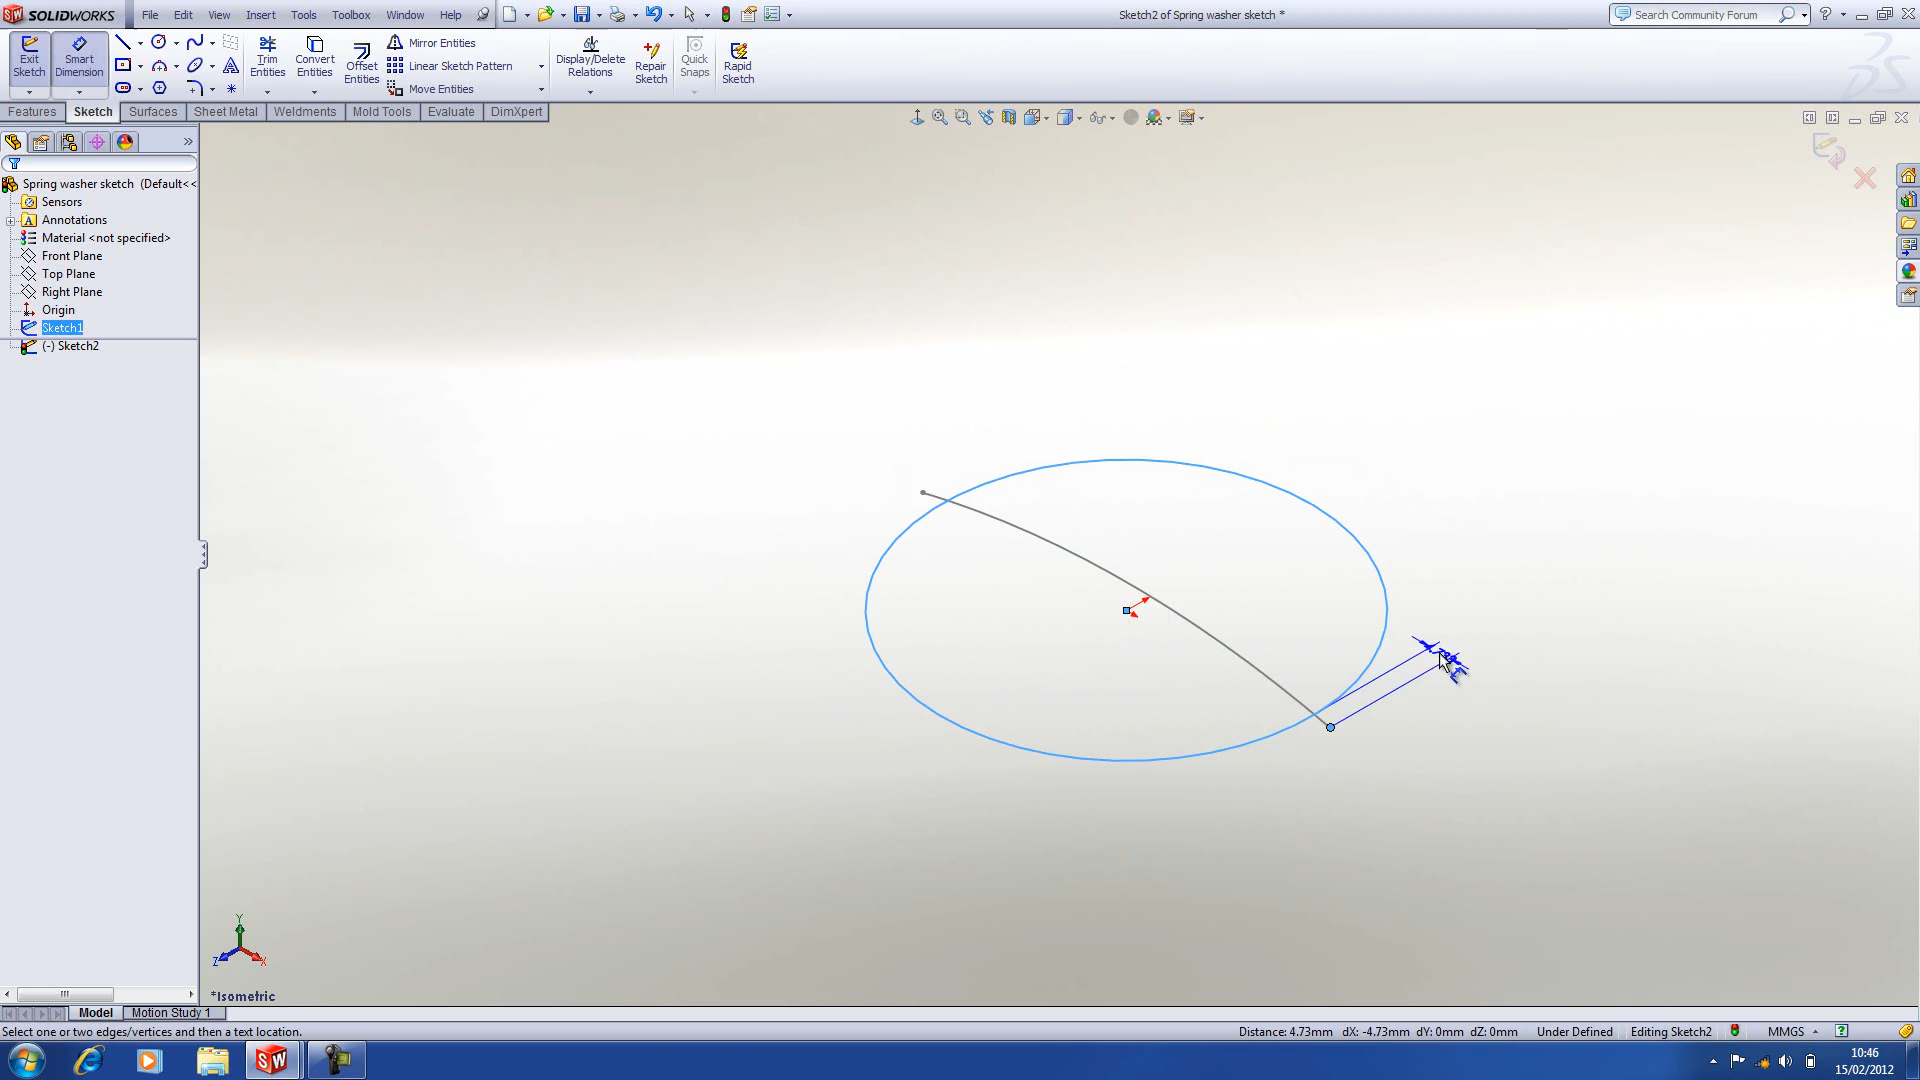 SOLIDWORKS File Edit View Insert Tools Toolbox Window Help
Sketch2 of Spring washer sketch *
Search Community Forum
Exit Sketch
Smart Dimension
Trim Entities
Convert Entities
Offset Entities
Mirror Entities
Linear Sketch Pattern
Move Entities
Display/Delete Relations
Repair Sketch
Quick Snaps
Rapid Sketch
Features Sketch Surfaces Sheet Metal Weldments Mold Tools Evaluate DimXpert
Spring washer sketch (Default<<
Sensors
Annotations
Material <not specified>
Front Plane
Top Plane
Right Plane
Origin
Sketch1
(-) Sketch2
Y
Z
X
*Isometric
Model Motion Study 1
Select one or two edges/vertices and then a text location.
Distance: 4.73mm dX: -4.73mm dY: 0mm dZ: 0mm Under Defined Editing Sketch2 MMGS
10:46
15/02/2012